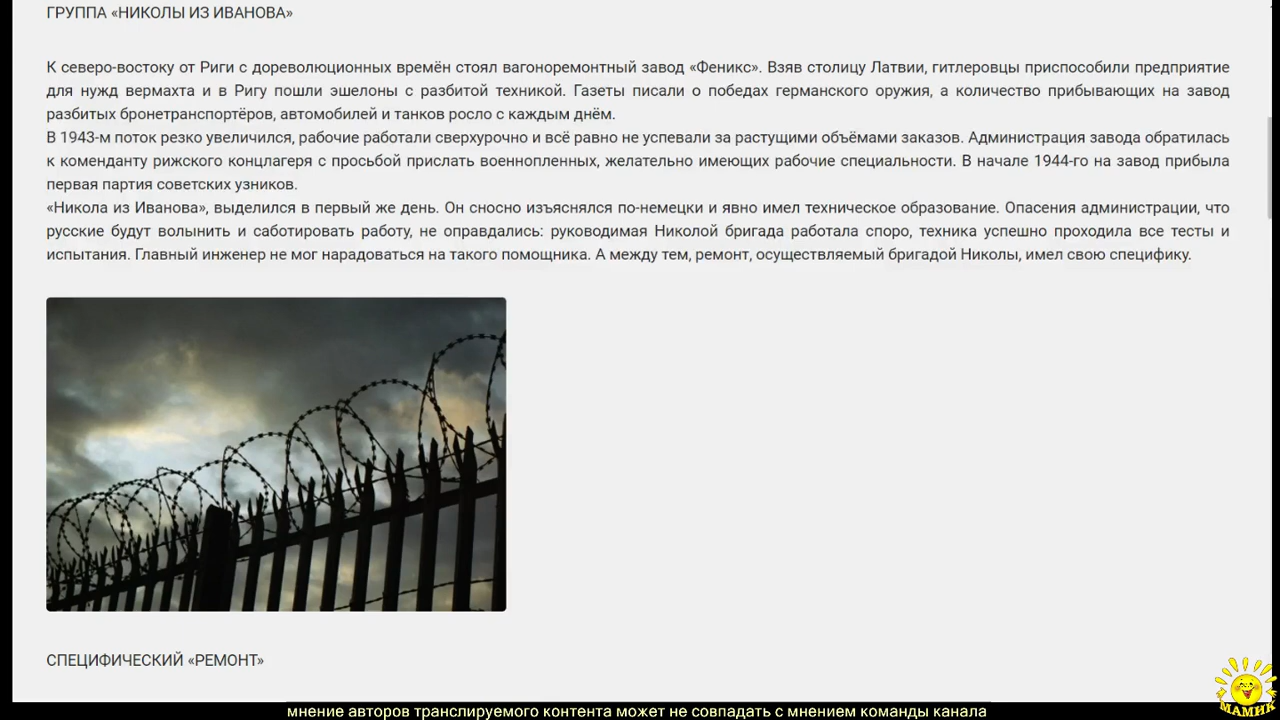 ГРУППА «НИКОЛЫ ИЗ ИВАНОВА»
К северо-востоку от Риги с дореволюционных времён стоял вагоноремонтный завод «Феникс». Взяв столицу Латвии, гитлеровцы приспособили предприятие
для нужд вермахта и в Ригу пошли эшелоны с разбитой техникой. Газеты писали о победах германского оружия, а количество прибывающих на завод
разбитых бронетранспортёров, автомобилей и танков росло с каждым днём.
В 1943-м поток резко увеличился, рабочие работали сверхурочно и всё равно не успевали за растущими объёмами заказов. Администрация завода обратилась
к коменданту рижского концлагеря с просьбой прислать военнопленных, желательно имеющих рабочие специальности. В начале 1944-го на завод прибыла
первая партия советских узников.
«Никола из Иванова», выделился в первый же день. Он сносно изъяснялся по-немецки и явно имел техническое образование. Опасения администрации, что
русские будут волынить и саботировать работу, не оправдались: руководимая Николой бригада работала споро, техника успешно проходила все тесты и
испытания. Главный инженер не мог нарадоваться на такого помощника. А между тем, ремонт, осуществляемый бригадой Николы, имел свою специфику.
СПЕЦИФИЧЕСКИЙ «РЕМОНТ»
МАМИК
мнение авторов транслируемого контента может не совпадать с мнением команды канала